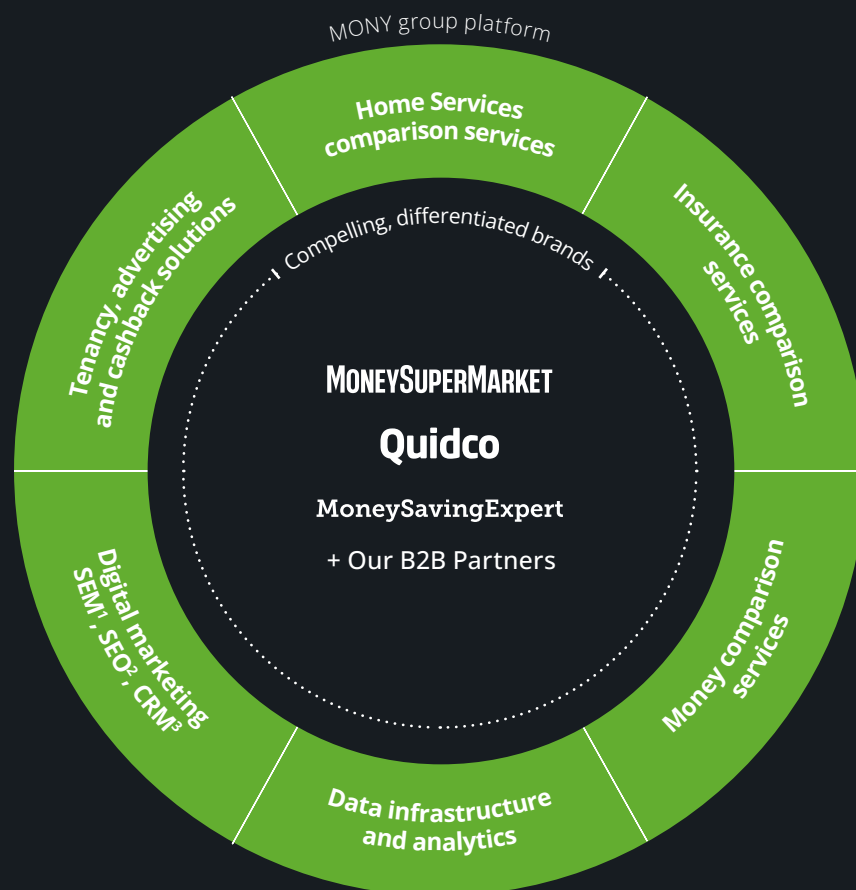 MONY group platform
Home Services
comparison services
Insurance comparison
services
Money comparison
services
Data infrastructure
and analytics
Digital marketing
SEM¹, SEO², CRM³
Tenancy, advertising
and cashback solutions
Compelling, differentiated brands
MONEYSUPERMARKET
Quidco
MoneySavingExpert
+ Our B2B Partners